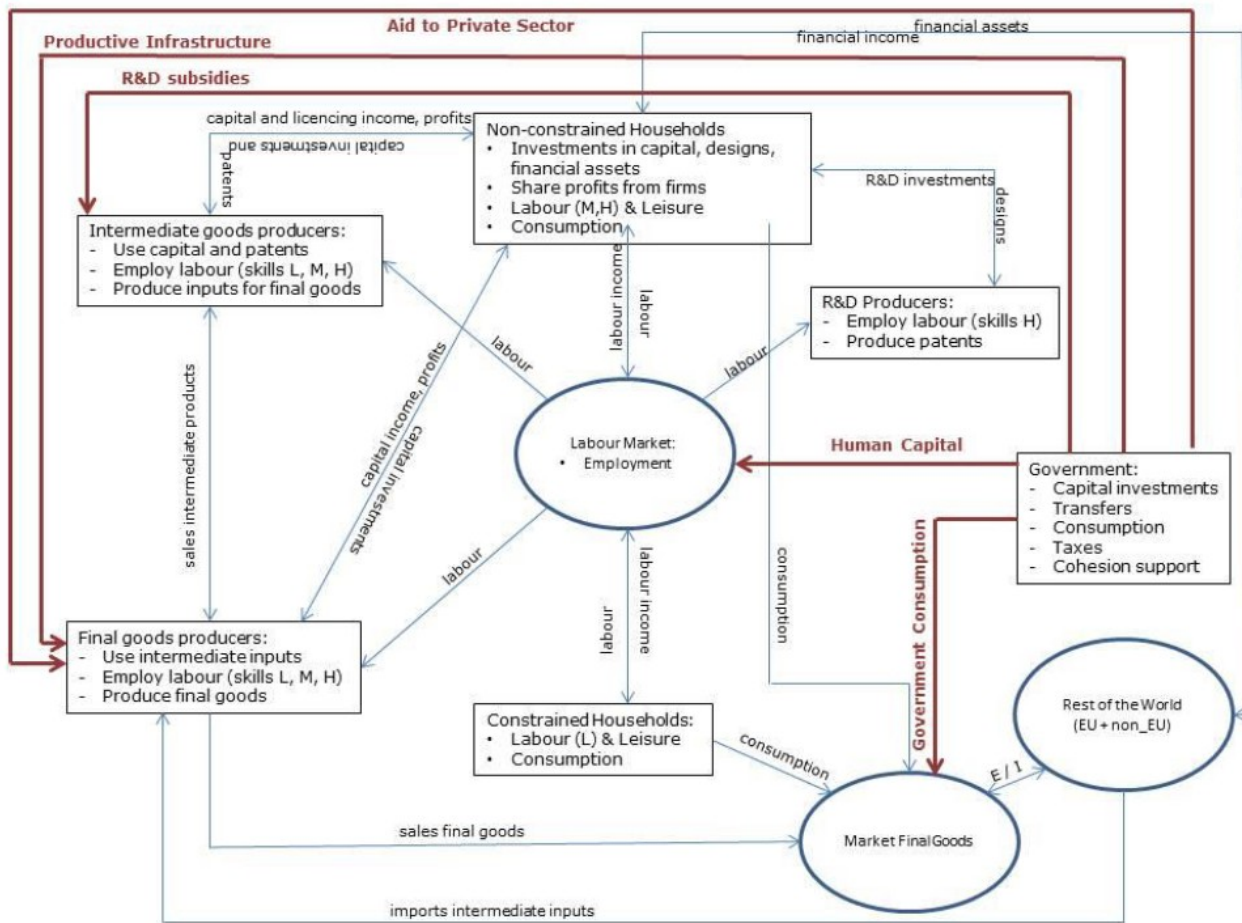 Aid to Private Sector
financial assets
Productive Infrastructure
financial income
R&D subsidies
capital and licencing income, profits
capital investments and
patents
Non-constrained Households
• Investments in capital, designs,
financial assets
• Share profits from firms
• Labour (M,H) & Leisure
• Consumption
R&D investments
designs
Intermediate goods producers:
- Use capital and patents
- Employ labour (skills L, M, H)
- Produce inputs for final goods
labour income
labour
R&D Producers:
- Employ labour (skills H)
- Produce patents
labour
labour
sales intermediate products
capital income, profits
capital investments
Labour Market:
• Employment
Human Capital
Government:
- Capital investments
- Transfers
- Consumption
- Taxes
- Cohesion support
labour
labour
labour income
consumption
Government Consumption
Final goods producers:
- Use intermediate inputs
- Employ labour (skills L, M, H)
- Produce final goods
Constrained Households:
• Labour (L) & Leisure
• Consumption
consumption
Rest of the World
(EU + non_EU)
E / I
sales final goods
Market Final Goods
imports intermediate inputs